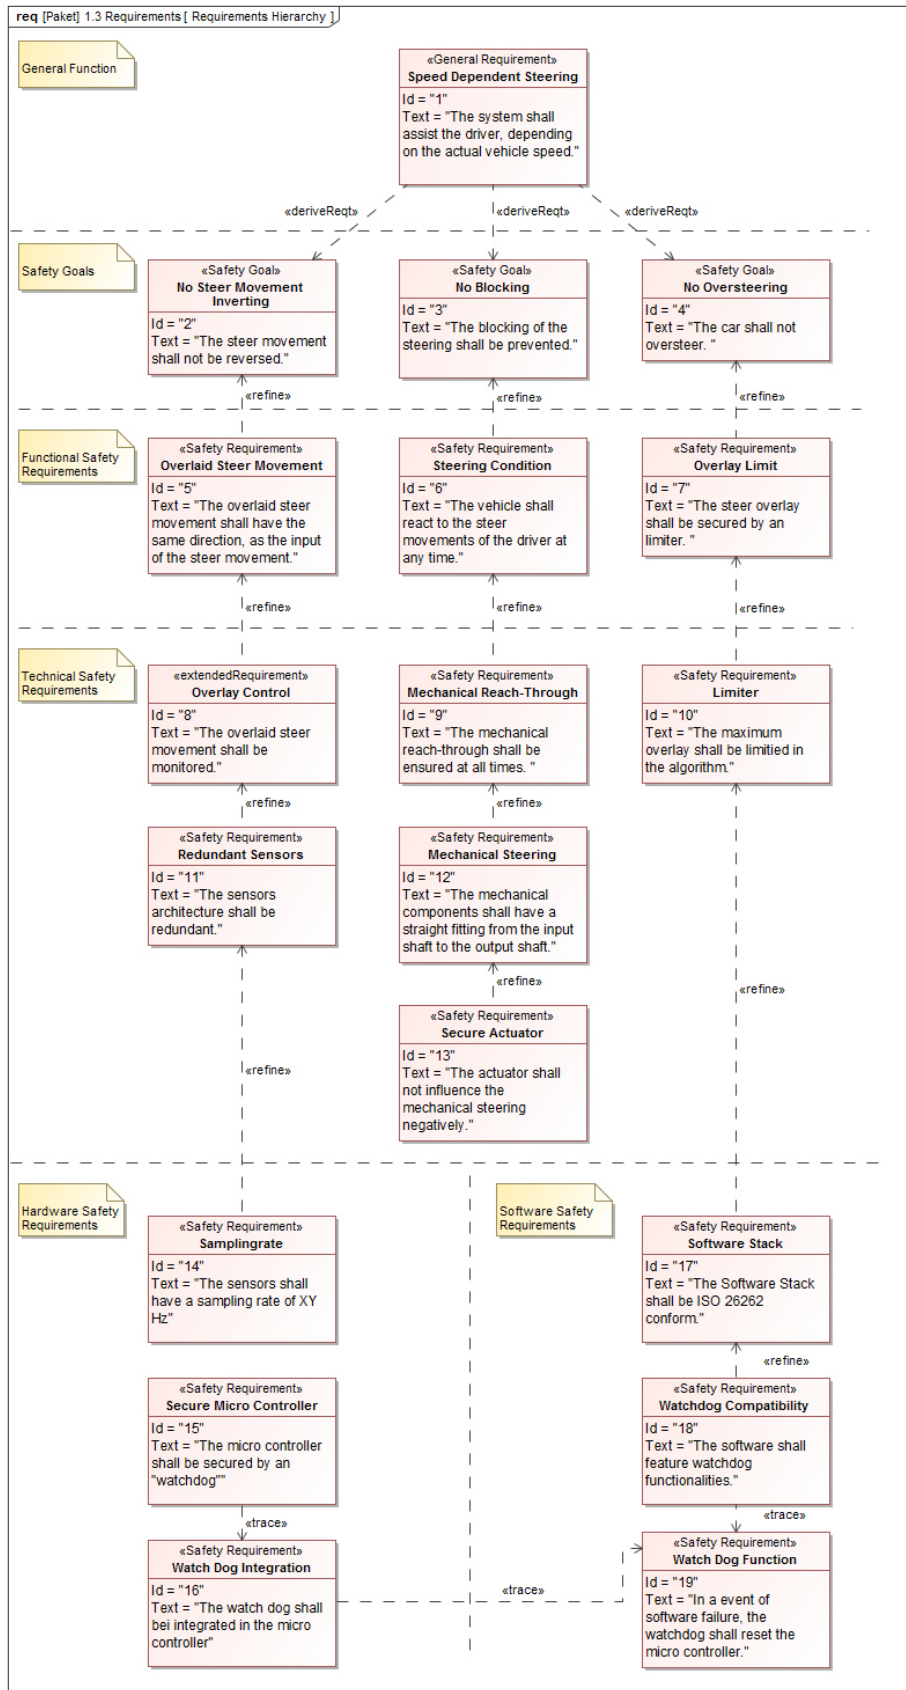 req [Paket] 1.3 Requirements [ Requirements Hierarchy ]
General Function
«General Requirement»
Speed Dependent Steering
Id = "1"
Text = "The system shall
assist the driver, depending
on the actual vehicle speed."
«deriveReqt»
«deriveReqt»
«deriveReqt»
Safety Goals
«Safety Goal»
No Steer Movement
Inverting
Id = "2"
Text = "The steer movement
shall not be reversed."
«Safety Goal»
No Blocking
Id = "3"
Text = "The blocking of the
steering shall be prevented."
«Safety Goal»
No Oversteering
Id = "4"
Text = "The car shall not
oversteer. "
«refine»
«refine»
«refine»
Functional Safety
Requirements
«Safety Requirement»
Overlaid Steer Movement
Id = "5"
Text = "The overlaid steer
movement shall have the
same direction, as the input
of the steer movement."
«Safety Requirement»
Steering Condition
Id = "6"
Text = "The vehicle shall
react to the steer
movements of the driver at
any time."
«Safety Requirement»
Overlay Limit
Id = "7"
Text = "The steer overlay
shall be secured by an
limiter. "
«refine»
«refine»
«refine»
Technical Safety
Requirements
«extendedRequirement»
Overlay Control
Id = "8"
Text = "The overlaid steer
movement shall be
monitored."
«Safety Requirement»
Mechanical Reach-Through
Id = "9"
Text = "The mechanical
reach-through shall be
ensured at all times. "
«Safety Requirement»
Limiter
Id = "10"
Text = "The maximum
overlay shall be limitied in
the algorithm."
«refine»
«refine»
«Safety Requirement»
Redundant Sensors
Id = "11"
Text = "The sensors
architecture shall be
redundant."
«Safety Requirement»
Mechanical Steering
Id = "12"
Text = "The mechanical
components shall have a
straight fitting from the input
shaft to the output shaft."
«refine»
«refine»
«Safety Requirement»
Secure Actuator
Id = "13"
Text = "The actuator shall
not influence the
mechanical steering
negatively."
«refine»
Hardware Safety
Requirements
Software Safety
Requirements
«Safety Requirement»
Samplingrate
Id = "14"
Text = "The sensors shall
have a sampling rate of XY
Hz"
«Safety Requirement»
Software Stack
Id = "17"
Text = "The Software Stack
shall be ISO 26262
conform."
«refine»
«Safety Requirement»
Secure Micro Controller
Id = "15"
Text = "The micro controller
shall be secured by an
"watchdog""
«Safety Requirement»
Watchdog Compatibility
Id = "18"
Text = "The software shall
feature watchdog
functionalities."
«trace»
«trace»
«Safety Requirement»
Watch Dog Integration
Id = "16"
Text = "The watch dog shall
bei integrated in the micro
controller"
«trace»
«Safety Requirement»
Watch Dog Function
Id = "19"
Text = "In a event of
software failure, the
watchdog shall reset the
micro controller."